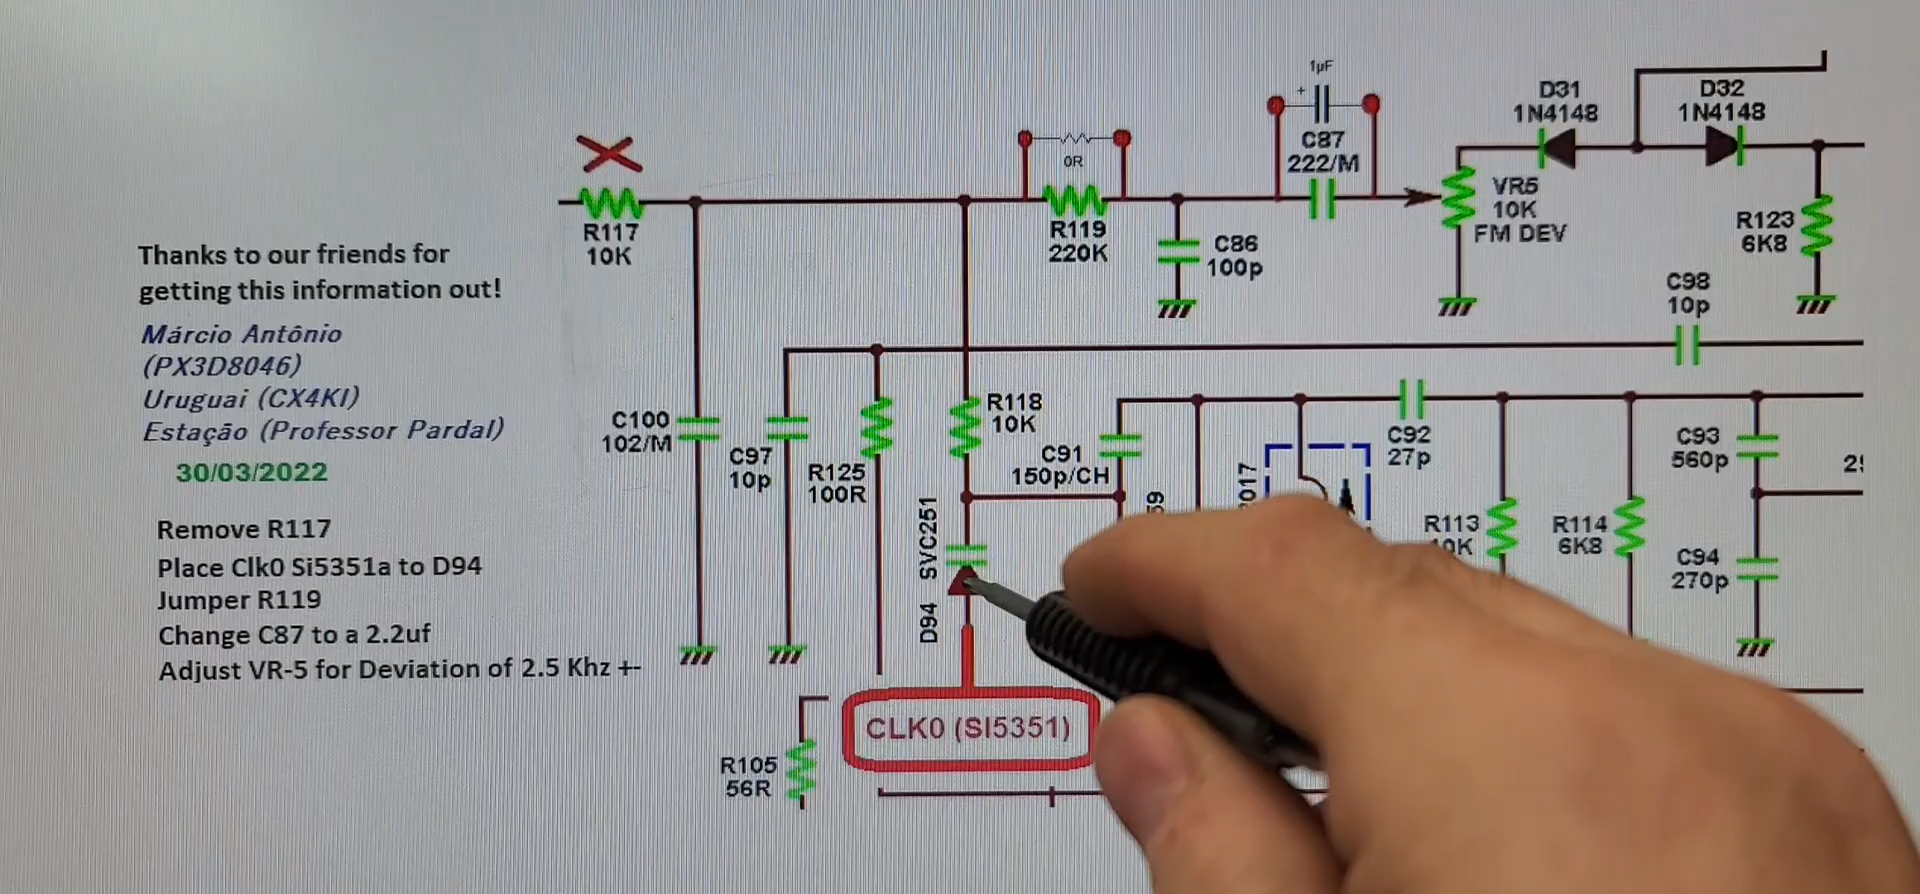 Thanks to our friends for
getting this information out!
Márcio Antônio
(PX3D8046)
Uruguai (CX4KI)
Estação (Professor Pardal)
30/03/2022
Remove R117
Place Clk0 Si5351a to D94
Jumper R119
Change C87 to a 2.2uf
Adjust VR-5 for Deviation of 2.5 Khz +-
R117
10K
0R
R119
220K
1µF
+
C87
222/M
C86
100p
D31
1N4148
D32
1N4148
VR5
10K
FM DEV
R123
6K8
C98
10p
C100
102/M
C97
10p
R125
100R
R118
10K
C91
150p/CH
D94 SVC251
C92
27p
R113
10K
R114
6K8
C93
560p
C94
270p
R105
56R
CLK0 (SI5351)